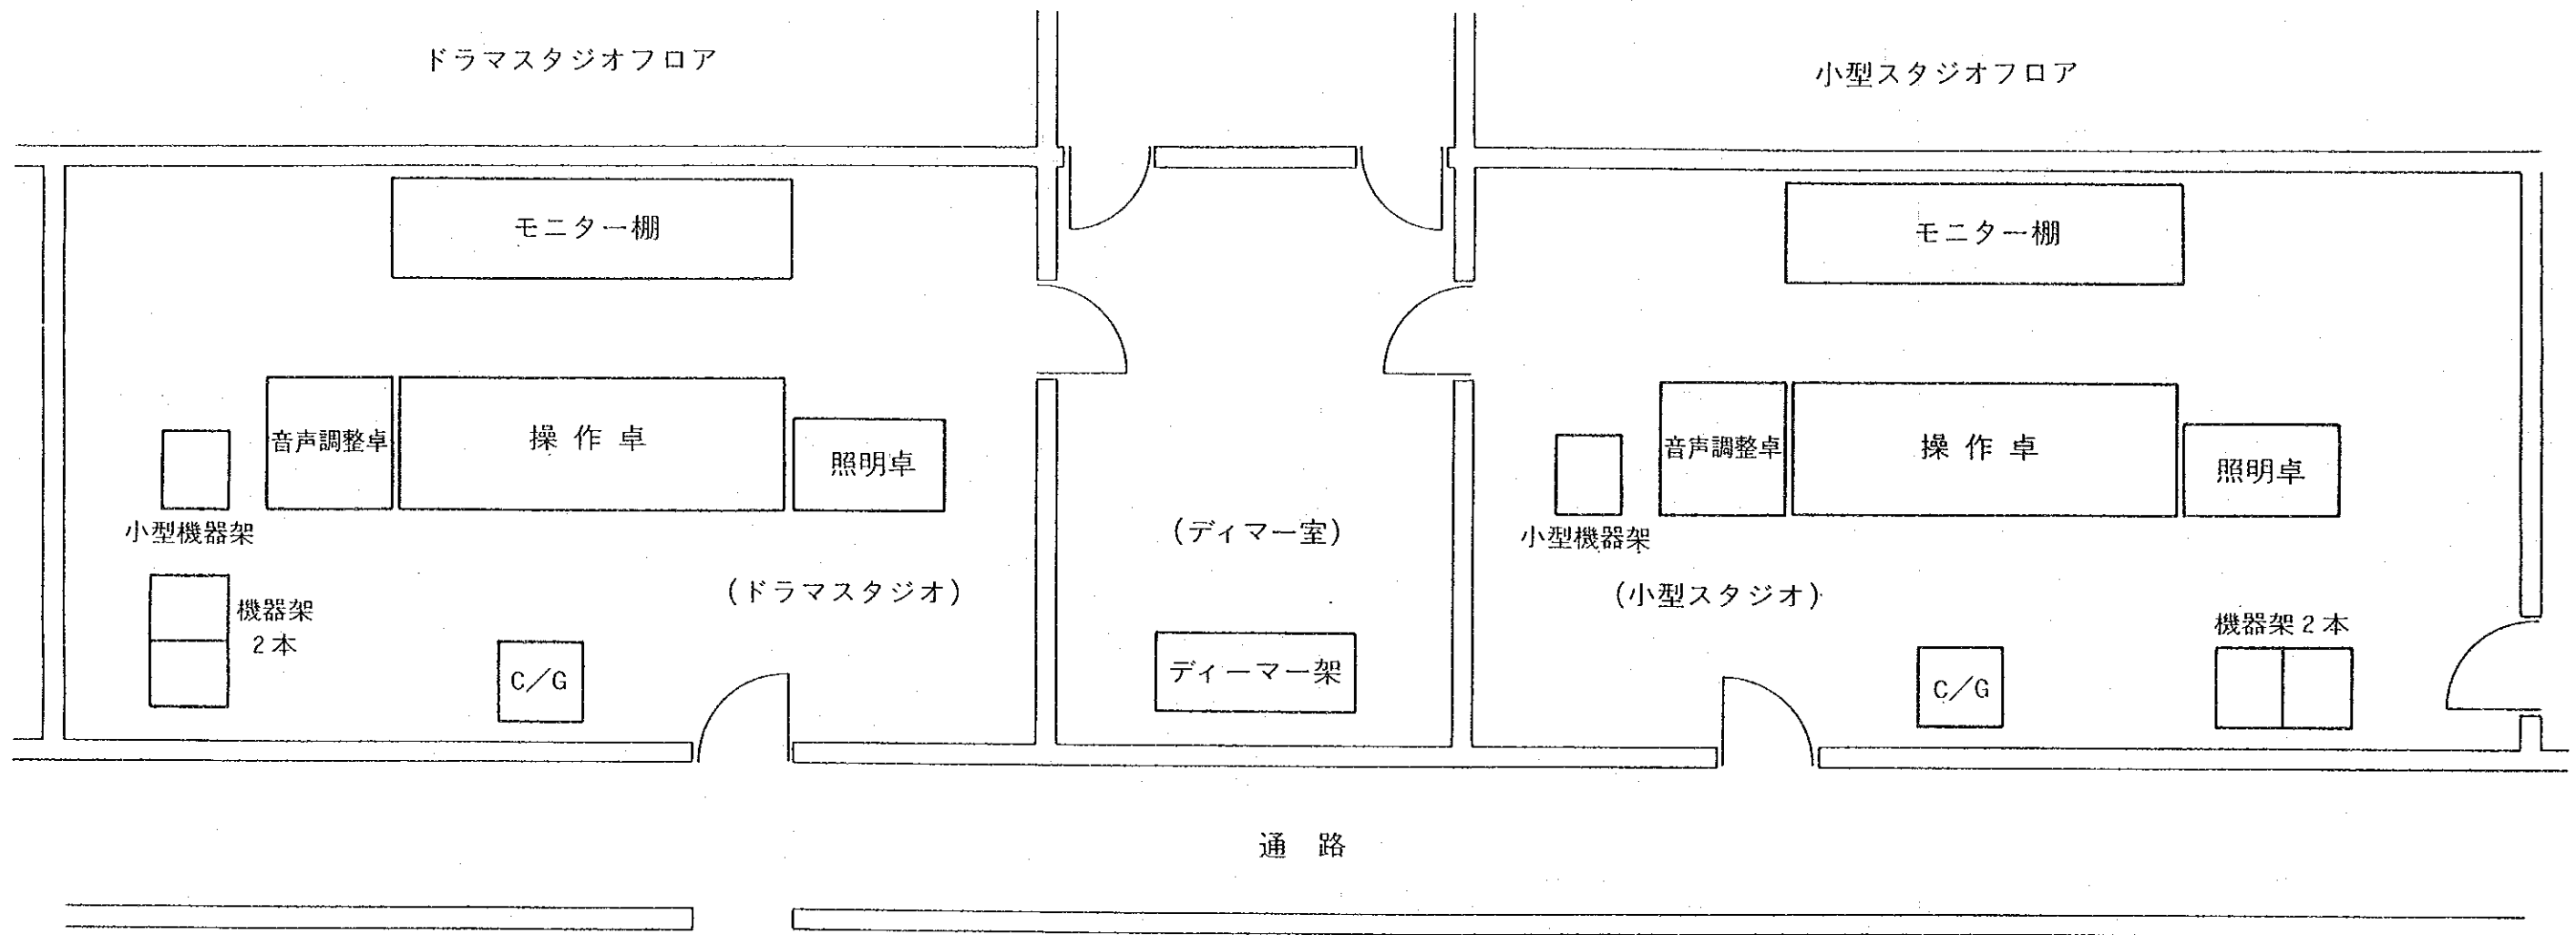 ドラマスタジオフロア
小型スタジオフロア
モニター棚
モニター棚
音声調整卓
操作卓
照明卓
小型機器架
機器架
2本
(ドラマスタジオ)
C/G
(ディマー室)
ディーマー架
音声調整卓
操作卓
照明卓
小型機器架
(小型スタジオ)
機器架2本
C/G
通路